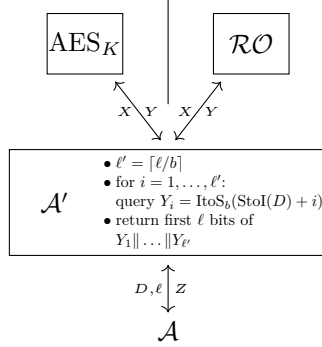 AES_K
𝓡𝓞
X Y X Y
𝒜′
• ℓ′ = ⌈ℓ/b⌉
• for i = 1, . . . , ℓ′:
query Y_i = ItoS_b(StoI(D) + i)
• return first ℓ bits of
Y_1‖ . . . ‖Y_ℓ′
D, ℓ Z
𝒜